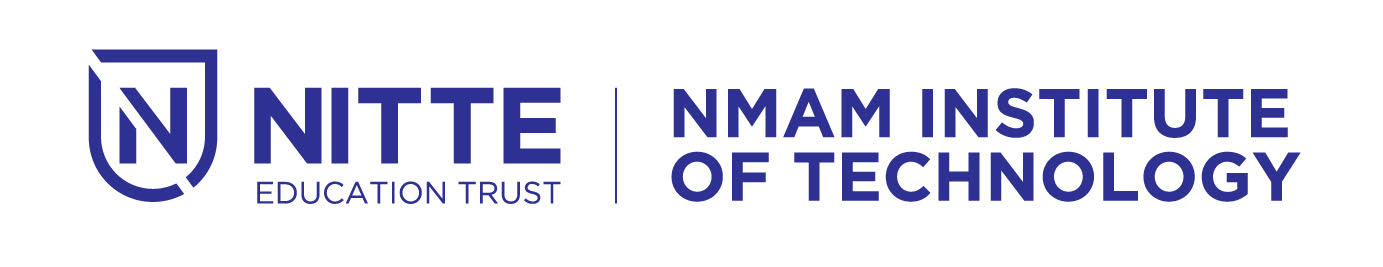 N
NITTE
EDUCATION TRUST
NMAM INSTITUTE
OF TECHNOLOGY